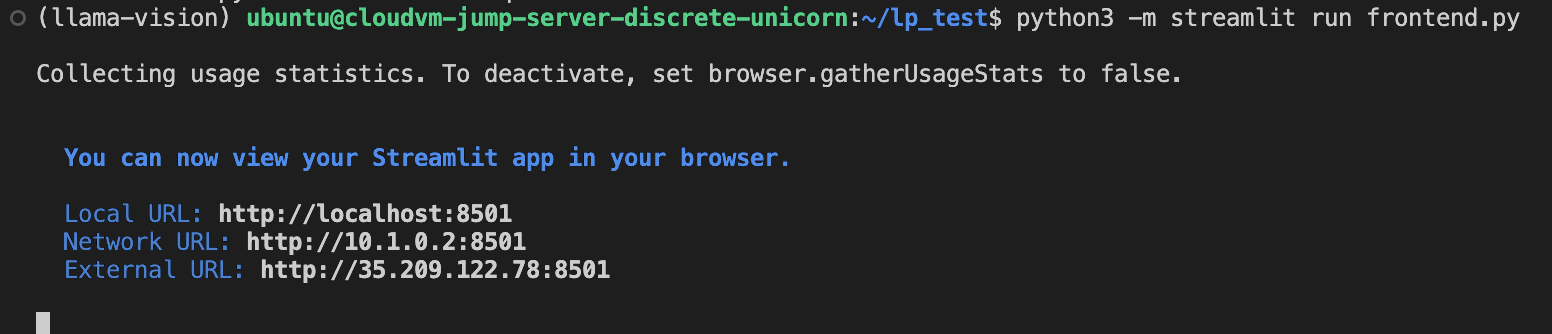 (llama-vision) ubuntu@cloudvm-jump-server-discrete-unicorn:~/lp_test$ python3 -m streamlit run frontend.py
Collecting usage statistics. To deactivate, set browser.gatherUsageStats to false.
You can now view your Streamlit app in your browser.
Local URL: http://localhost:8501
Network URL: http://10.1.0.2:8501
External URL: http://35.209.122.78:8501